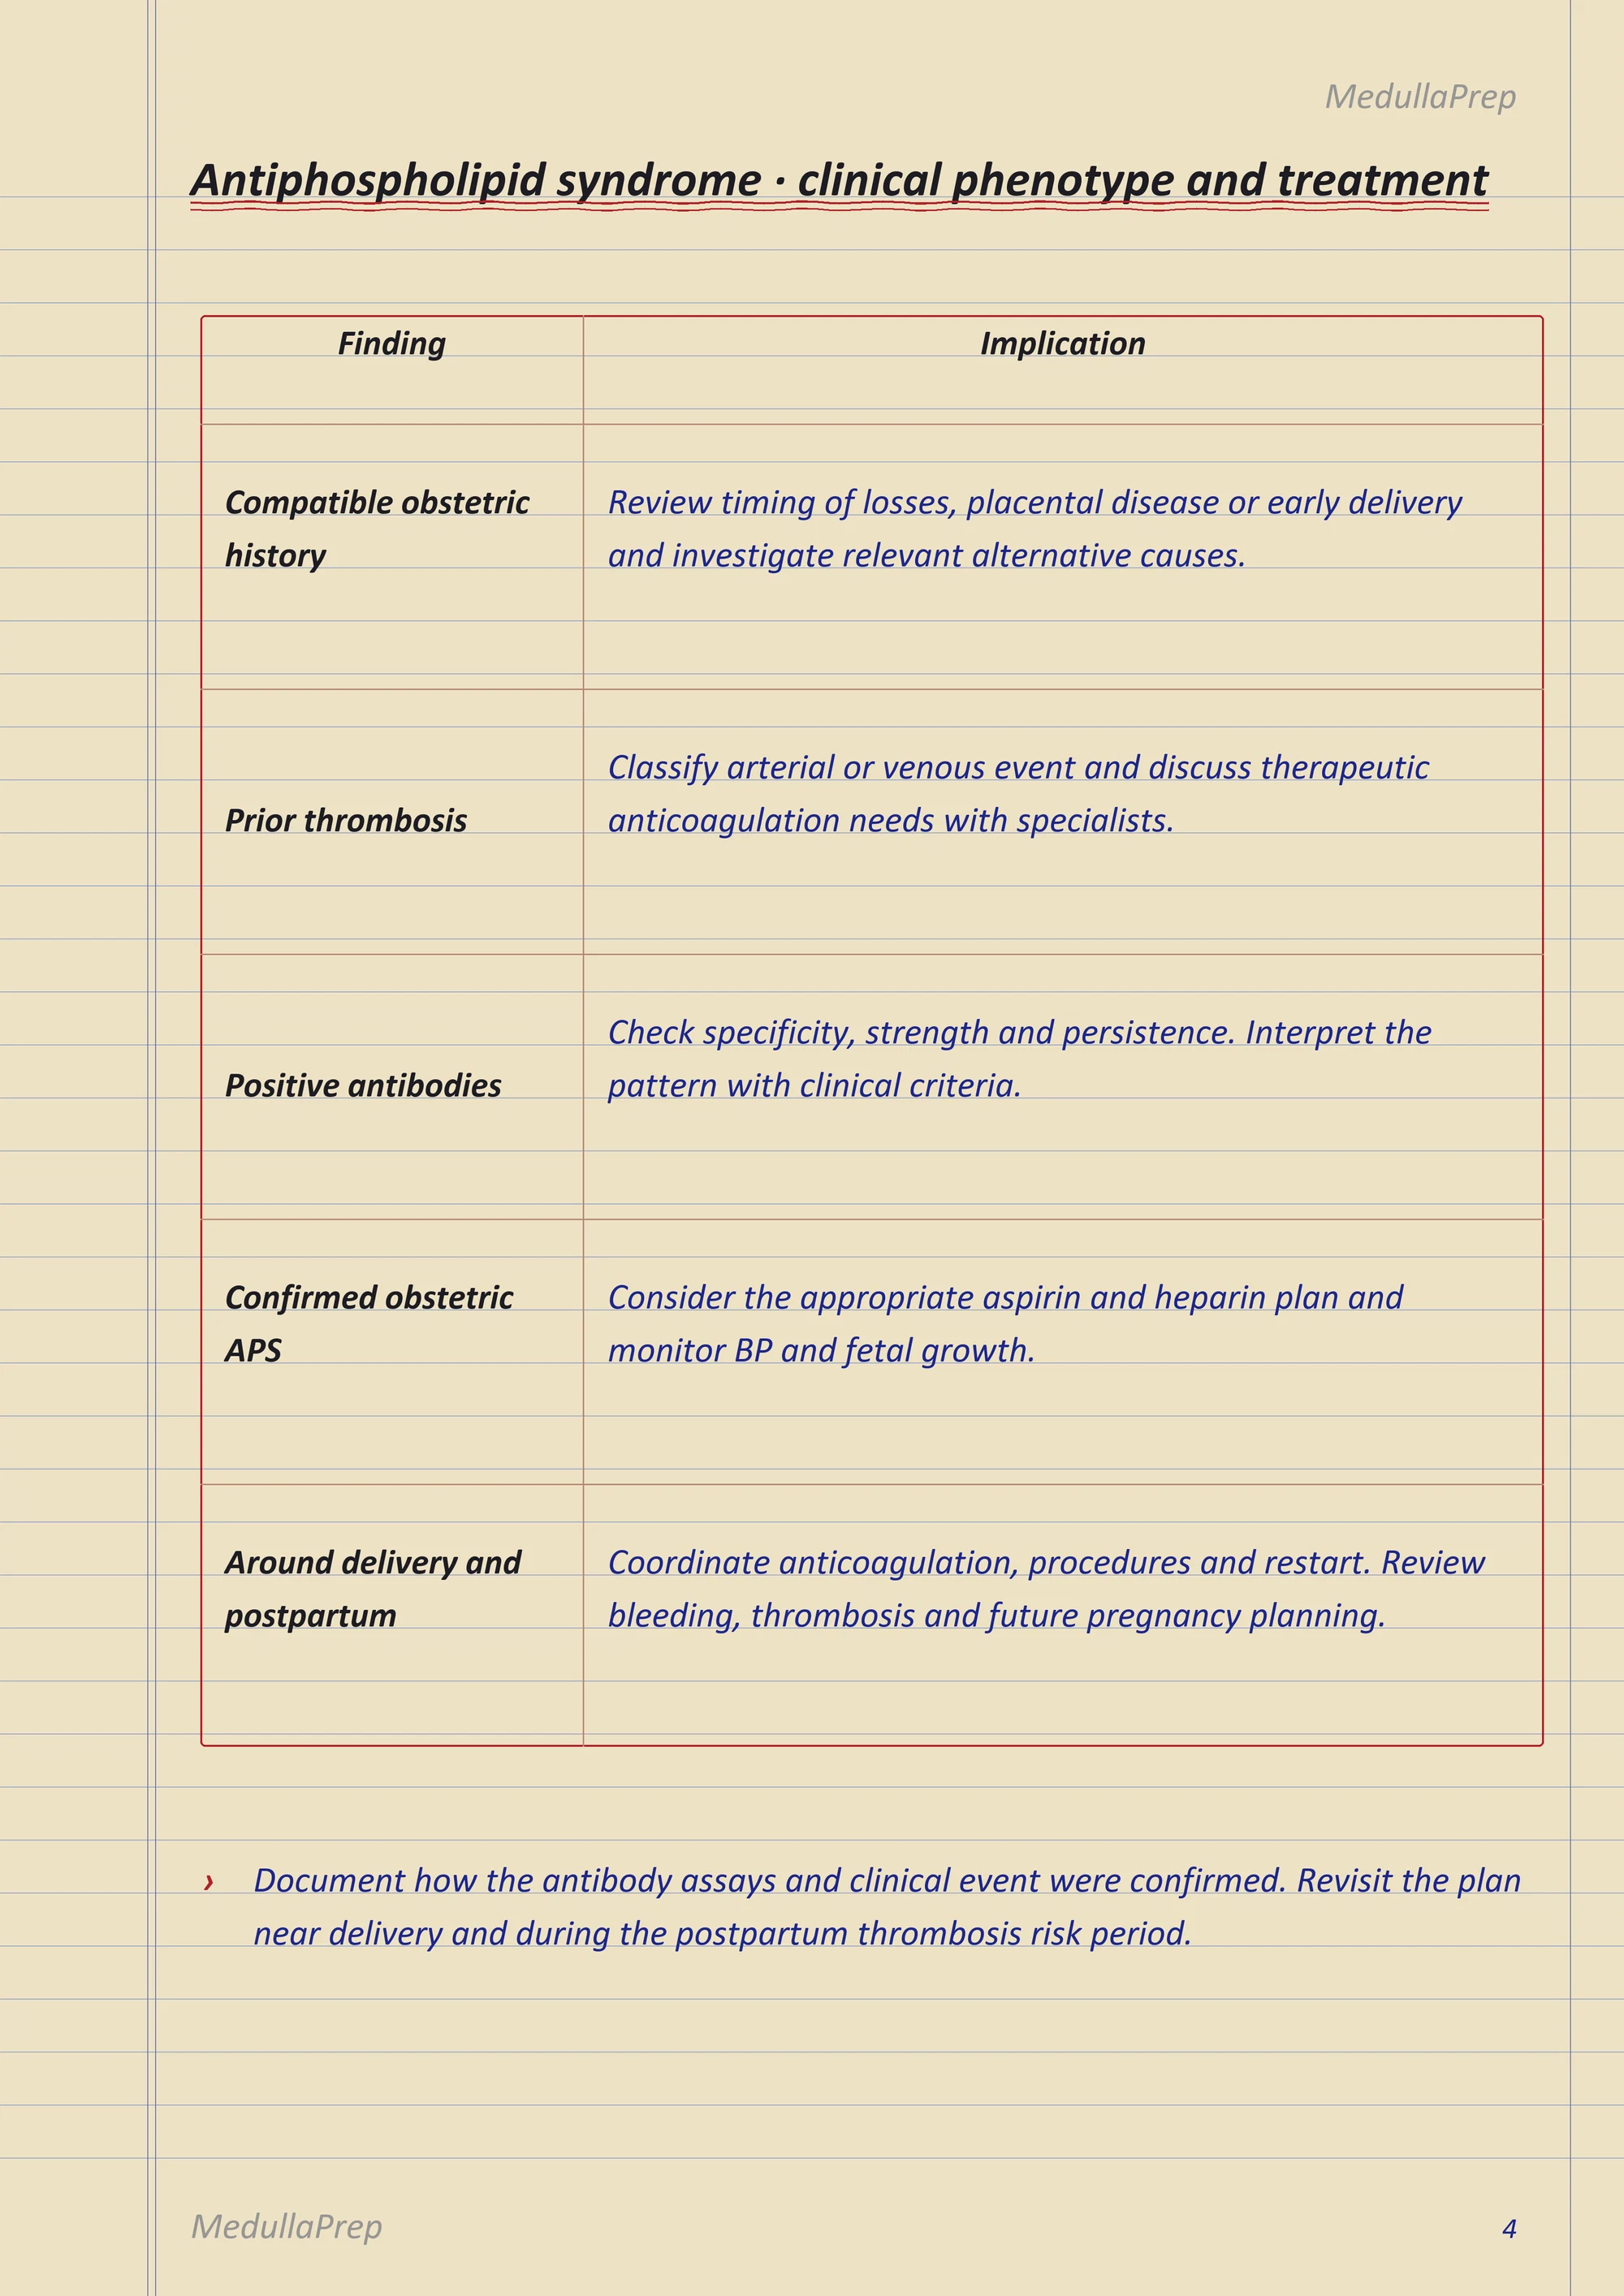 MedullaPrep
Antiphospholipid syndrome · clinical phenotype and treatment
Finding
Implication
Compatible obstetric
history
Review timing of losses, placental disease or early delivery
and investigate relevant alternative causes.
Prior thrombosis
Classify arterial or venous event and discuss therapeutic
anticoagulation needs with specialists.
Positive antibodies
Check specificity, strength and persistence. Interpret the
pattern with clinical criteria.
Confirmed obstetric
APS
Consider the appropriate aspirin and heparin plan and
monitor BP and fetal growth.
Around delivery and
postpartum
Coordinate anticoagulation, procedures and restart. Review
bleeding, thrombosis and future pregnancy planning.
› Document how the antibody assays and clinical event were confirmed. Revisit the plan
near delivery and during the postpartum thrombosis risk period.
MedullaPrep
4